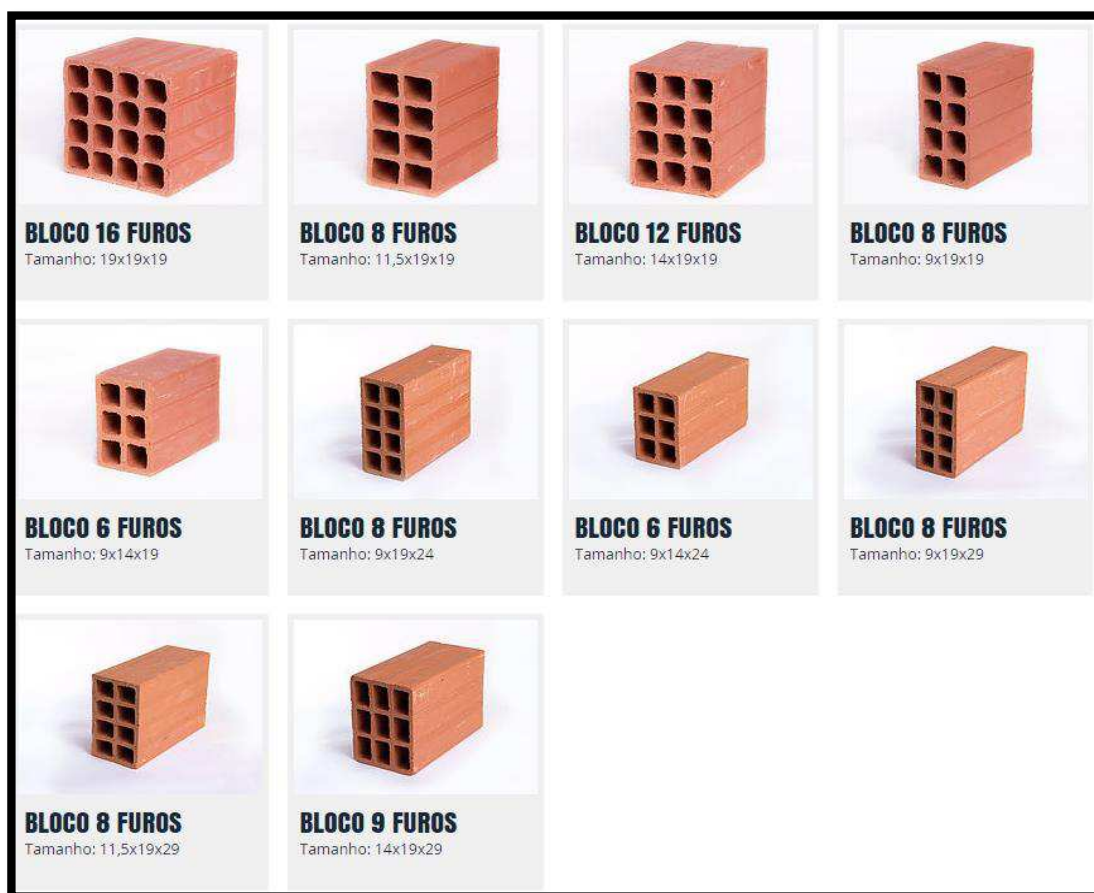 BLOCO 16 FUROS
Tamanho: 19x19x19
BLOCO 8 FUROS
Tamanho: 11,5x19x19
BLOCO 12 FUROS
Tamanho: 14x19x19
BLOCO 8 FUROS
Tamanho: 9x19x19
BLOCO 6 FUROS
Tamanho: 9x14x19
BLOCO 8 FUROS
Tamanho: 9x19x24
BLOCO 6 FUROS
Tamanho: 9x14x24
BLOCO 8 FUROS
Tamanho: 9x19x29
BLOCO 8 FUROS
Tamanho: 11,5x19x29
BLOCO 9 FUROS
Tamanho: 14x19x29